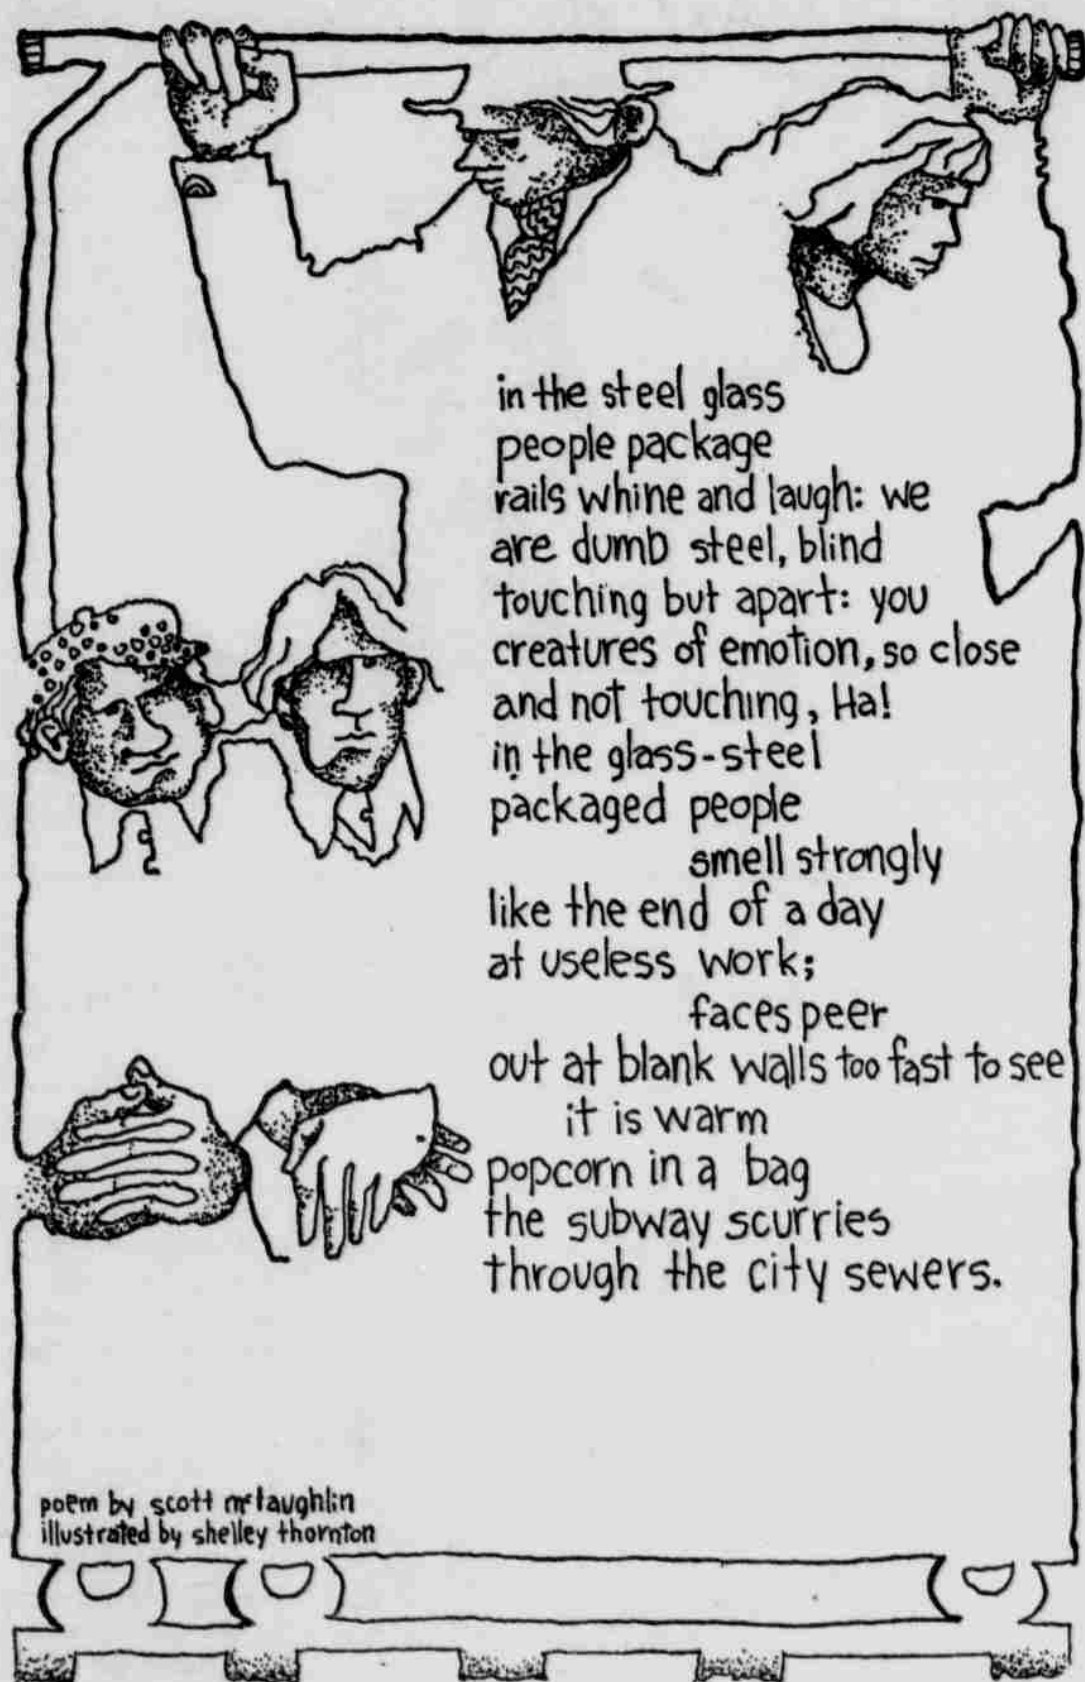 in the steel glass
people package
rails whine and laugh: we
are dumb steel, blind
touching but apart: you
creatures of emotion, so close
and not touching, Ha!
in the glass-steel
packaged people
smell strongly
like the end of a day
at useless work;
faces peer
out at blank walls too fast to see
it is warm
popcorn in a bag
the subway scurries
through the city sewers.
poem by scott mclaughlin
illustrated by shelley thornton